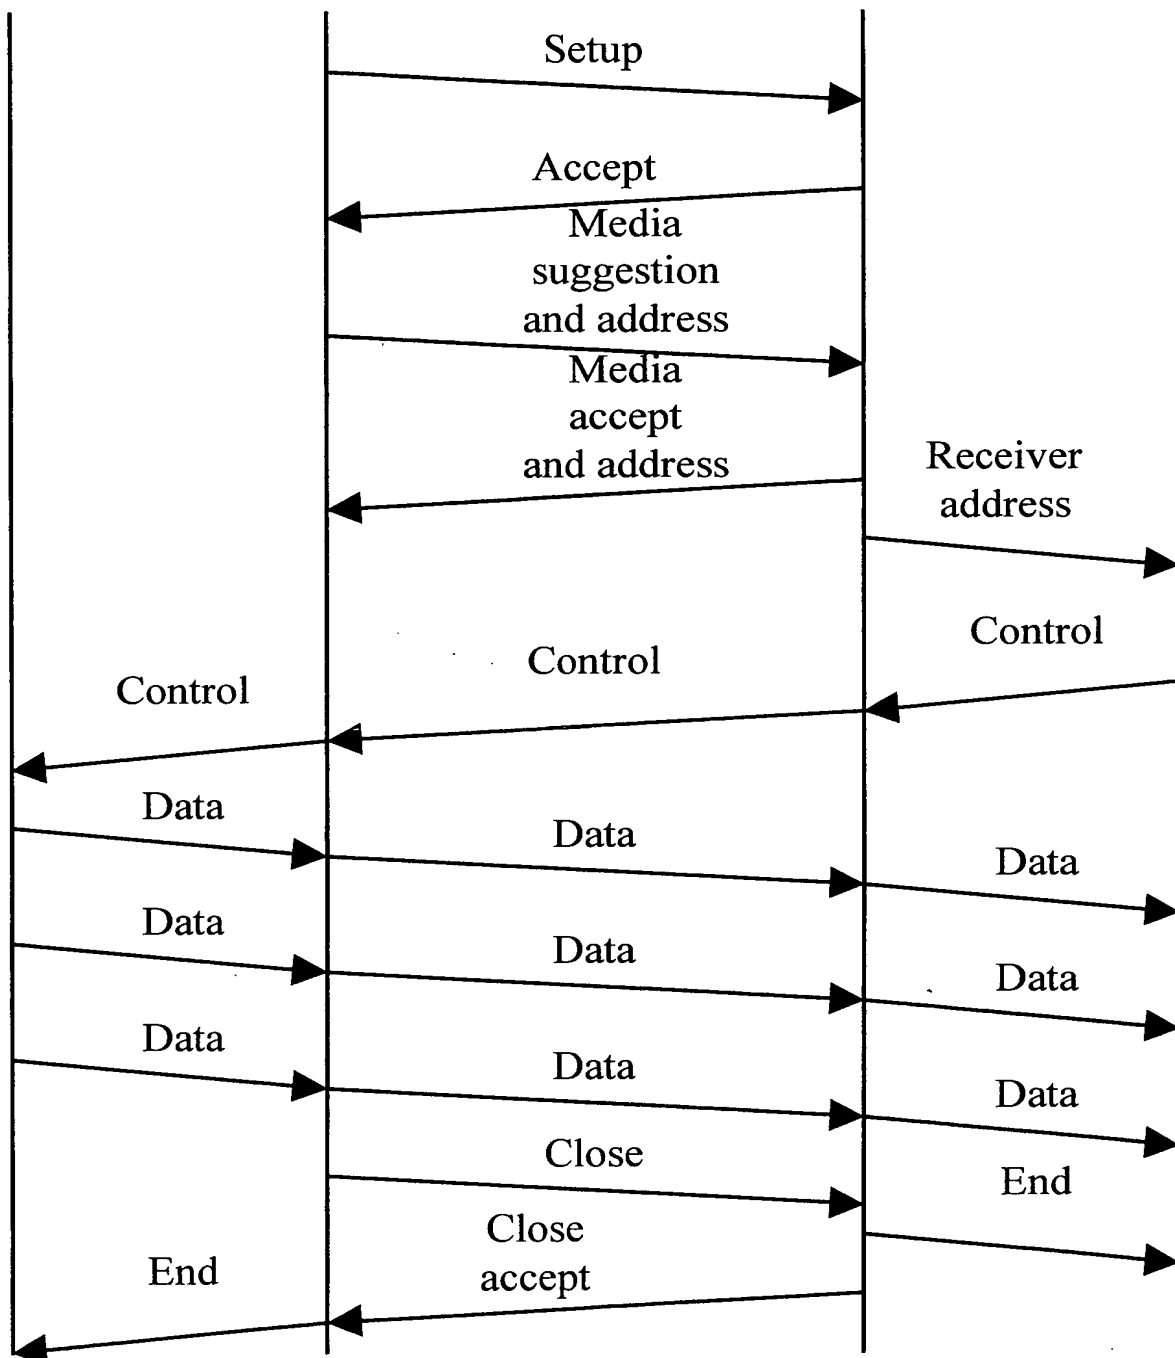 Setup
Accept
Media
suggestion
and address
Media
accept
and address
Receiver
address
Control
Control
Control
Data
Data
Data
Data
Data
Data
Data
Data
Data
Close
End
Close
accept
End